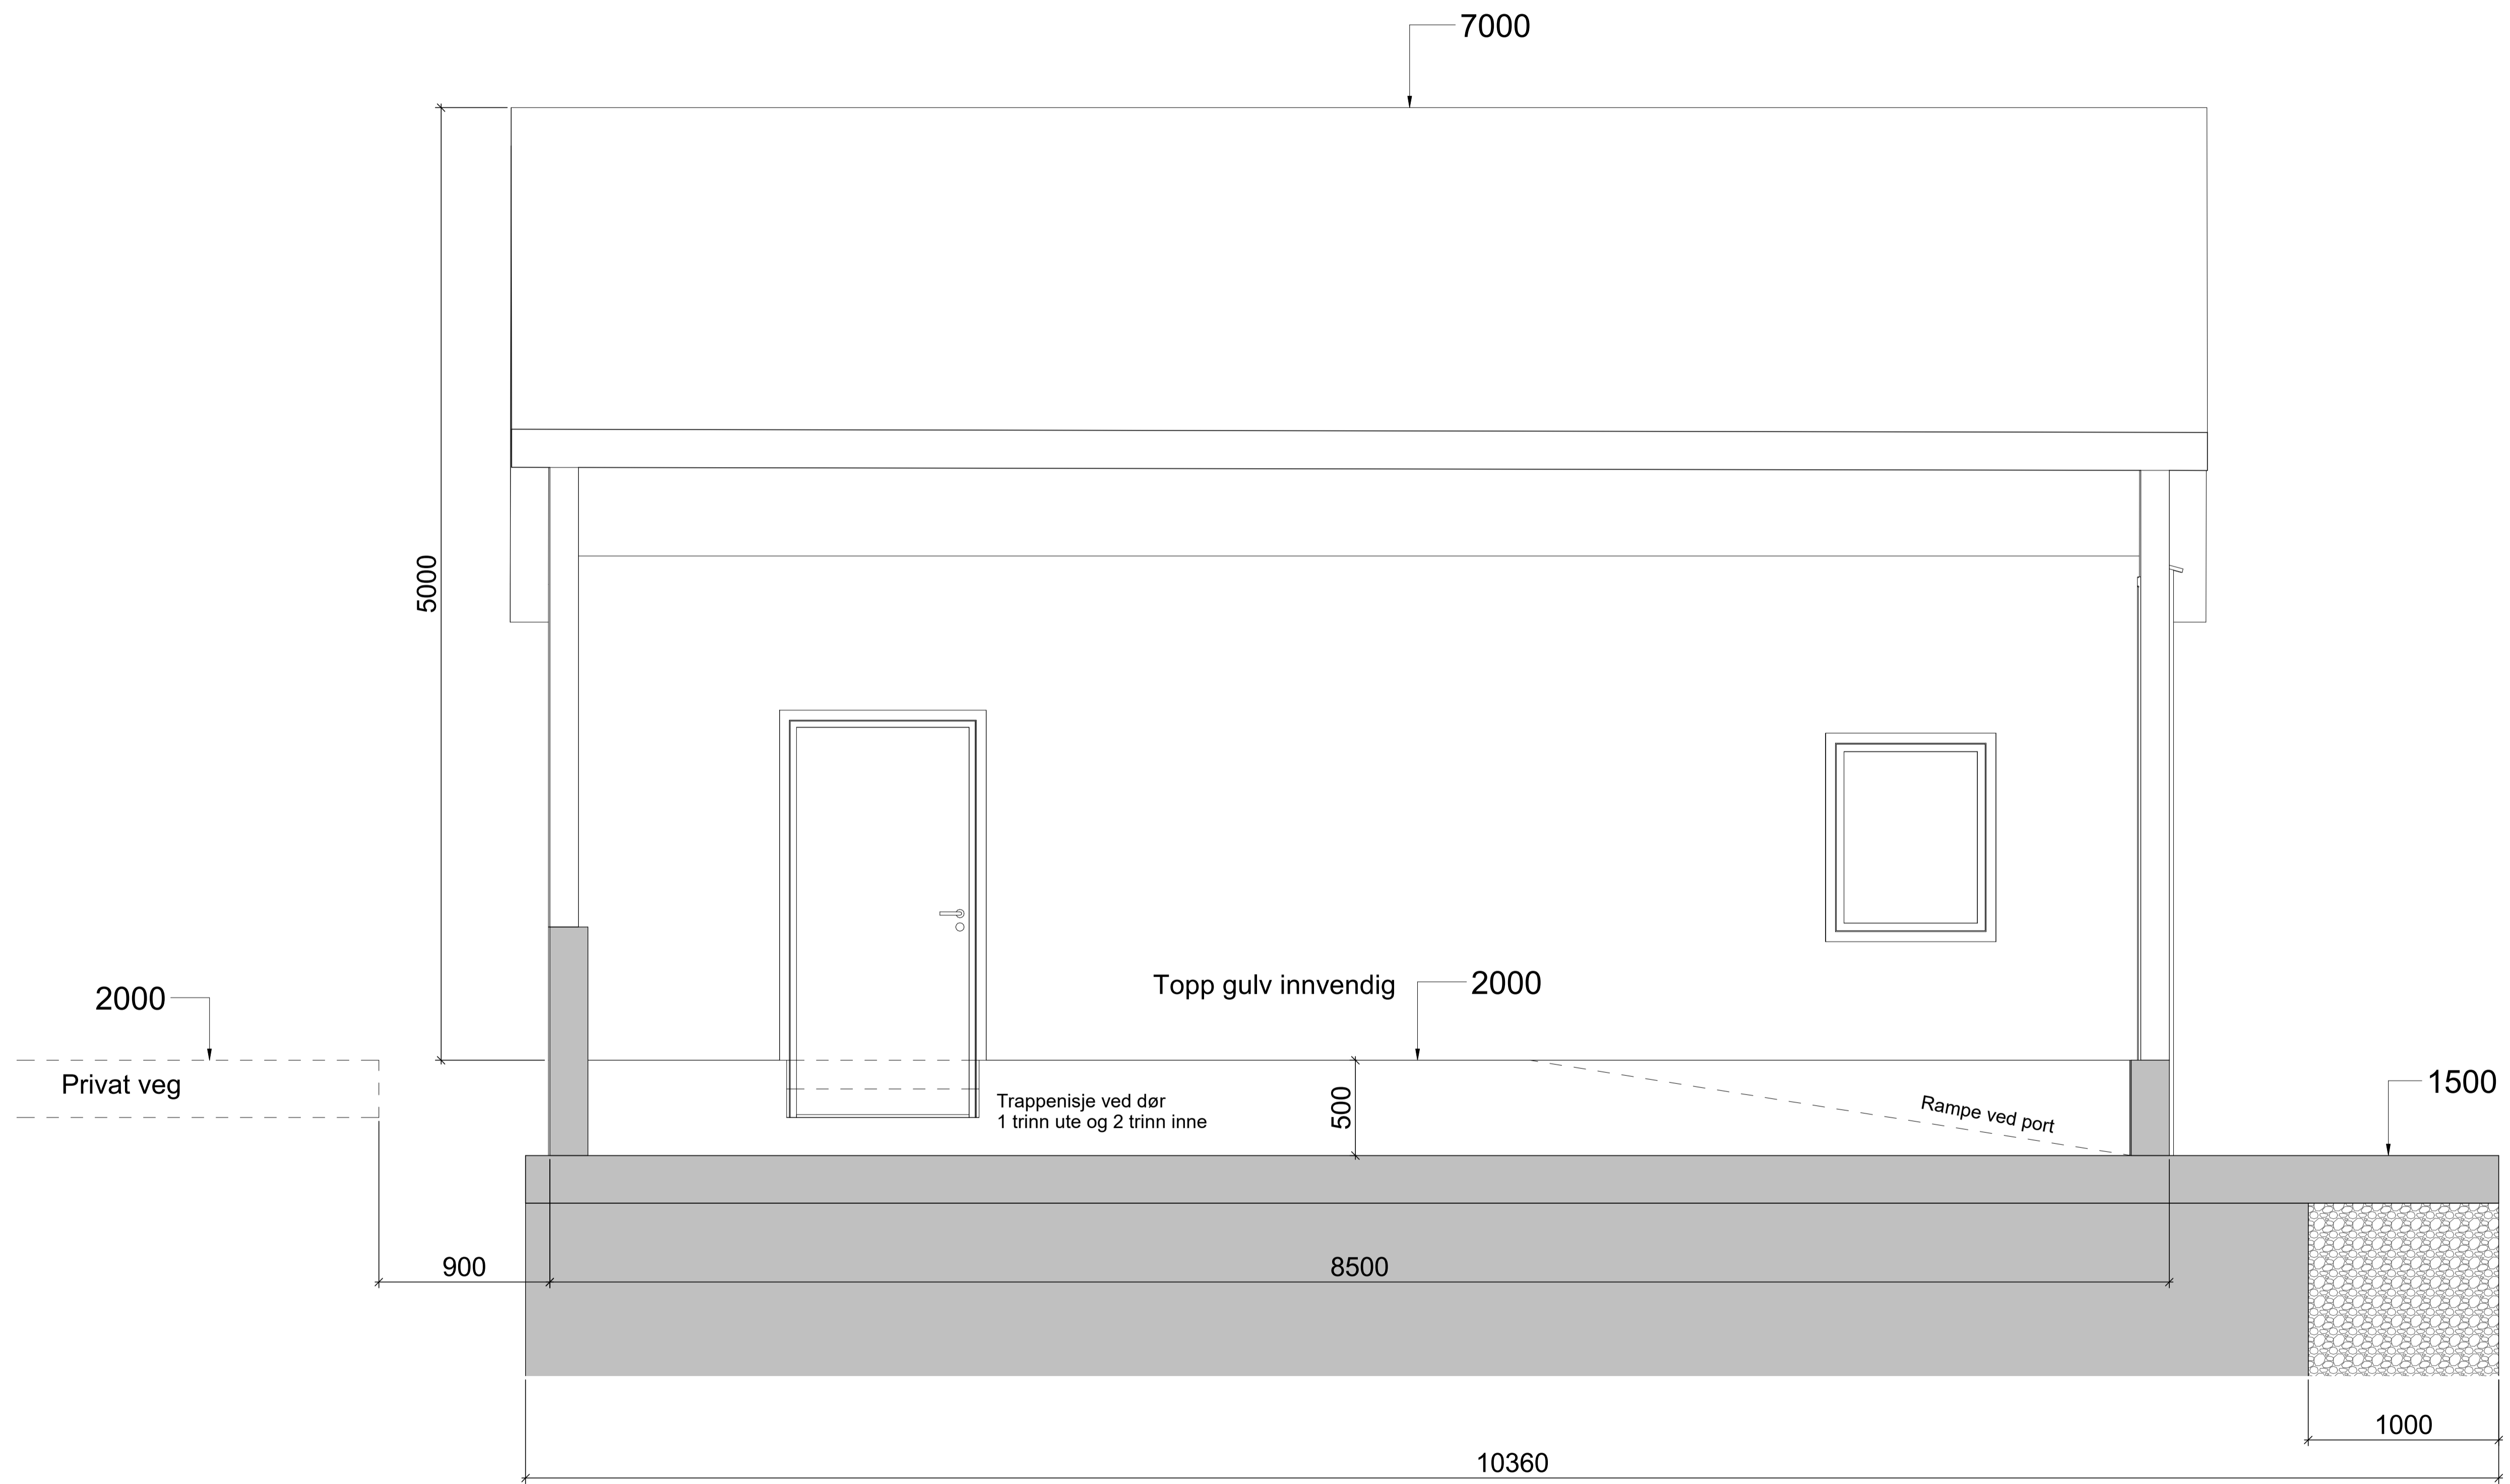 7000
5000
2000
Privat veg
Topp gulv innvendig
2000
Trappenisje ved dør
1 trinn ute og 2 trinn inne
500
Rampe ved port
1500
900
8500
1000
10360